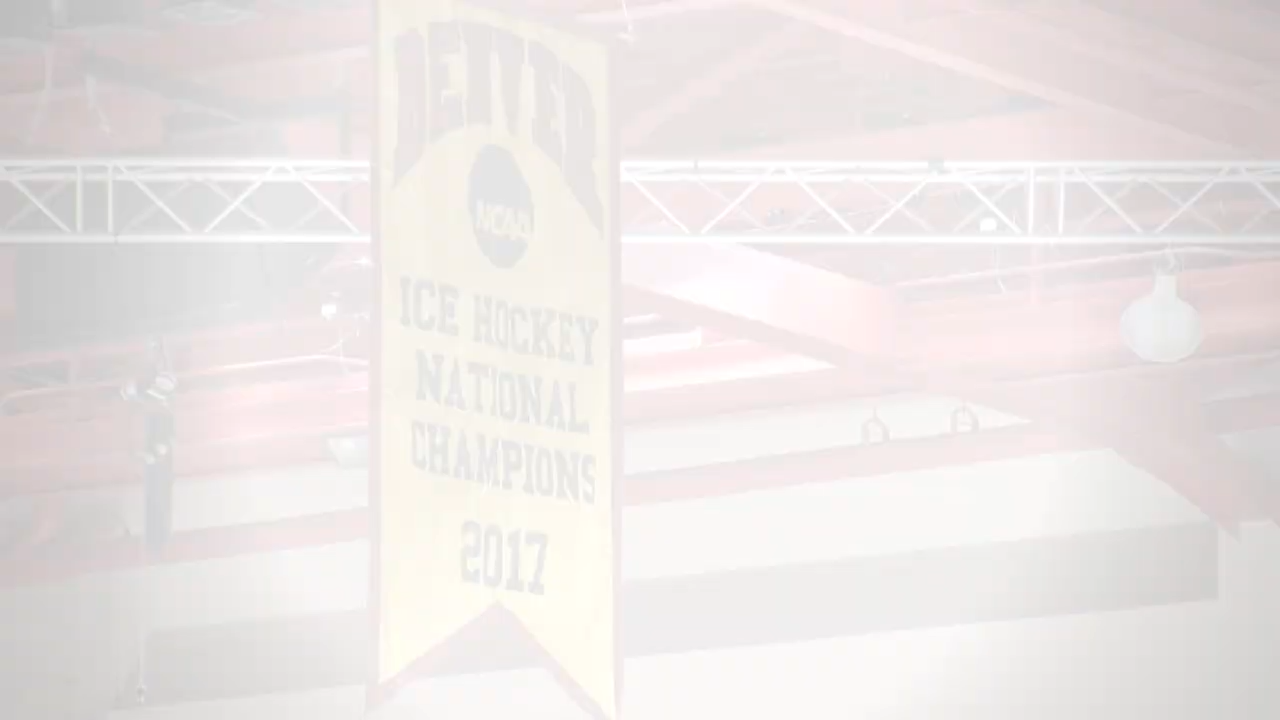 DENVER
NCAA
ICE HOCKEY
NATIONAL
CHAMPIONS
2017